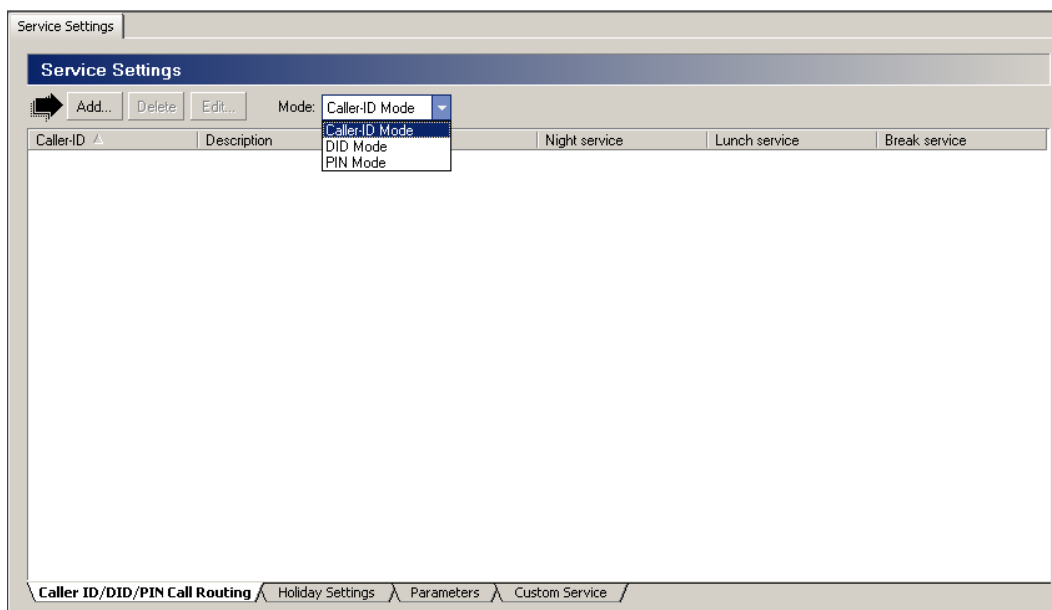 Service Settings
Service Settings
Add... Delete Edit... Mode: Caller-ID Mode
Caller-ID Description Night service Lunch service Break service
Caller-ID Mode
DID Mode
PIN Mode
Caller ID/DID/PIN Call Routing Holiday Settings Parameters Custom Service